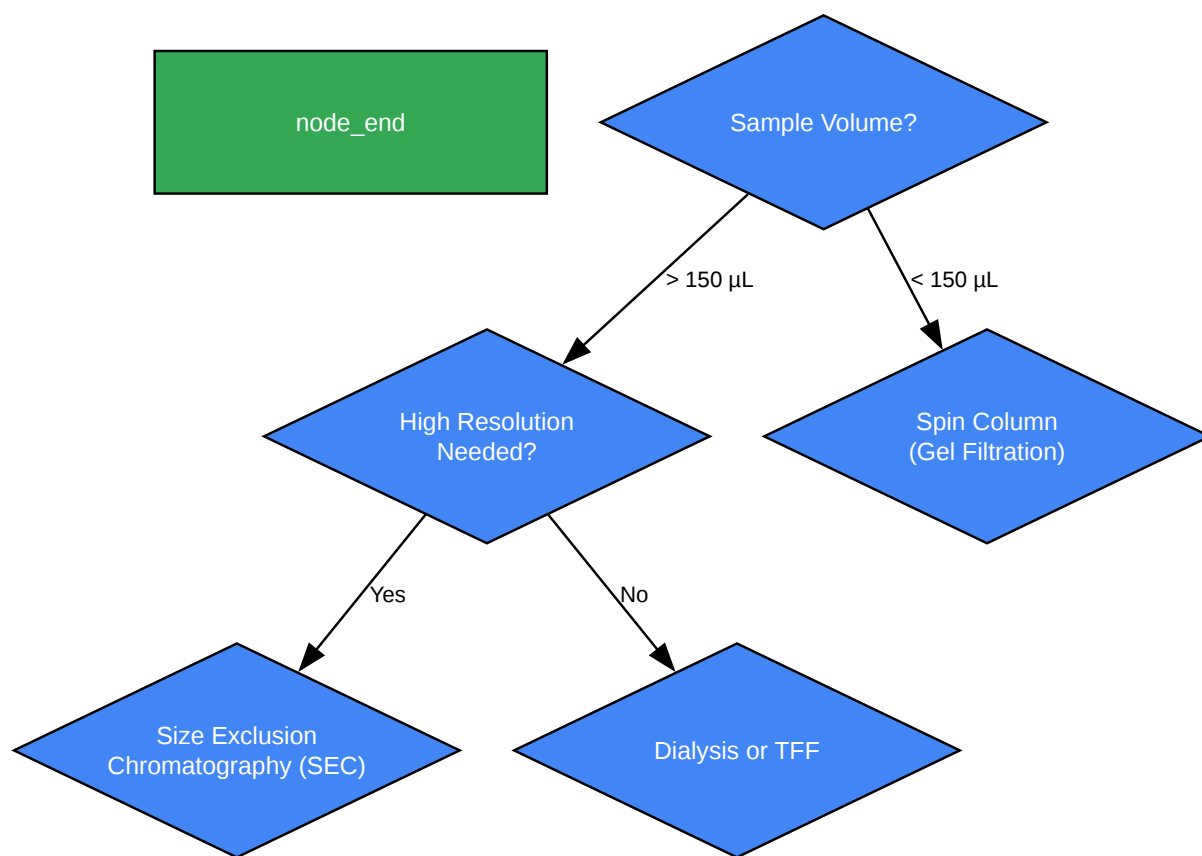 node_end
Sample Volume?
> 150 µL
< 150 µL
High Resolution
Needed?
Spin Column
(Gel Filtration)
Yes
No
Size Exclusion
Chromatography (SEC)
Dialysis or TFF